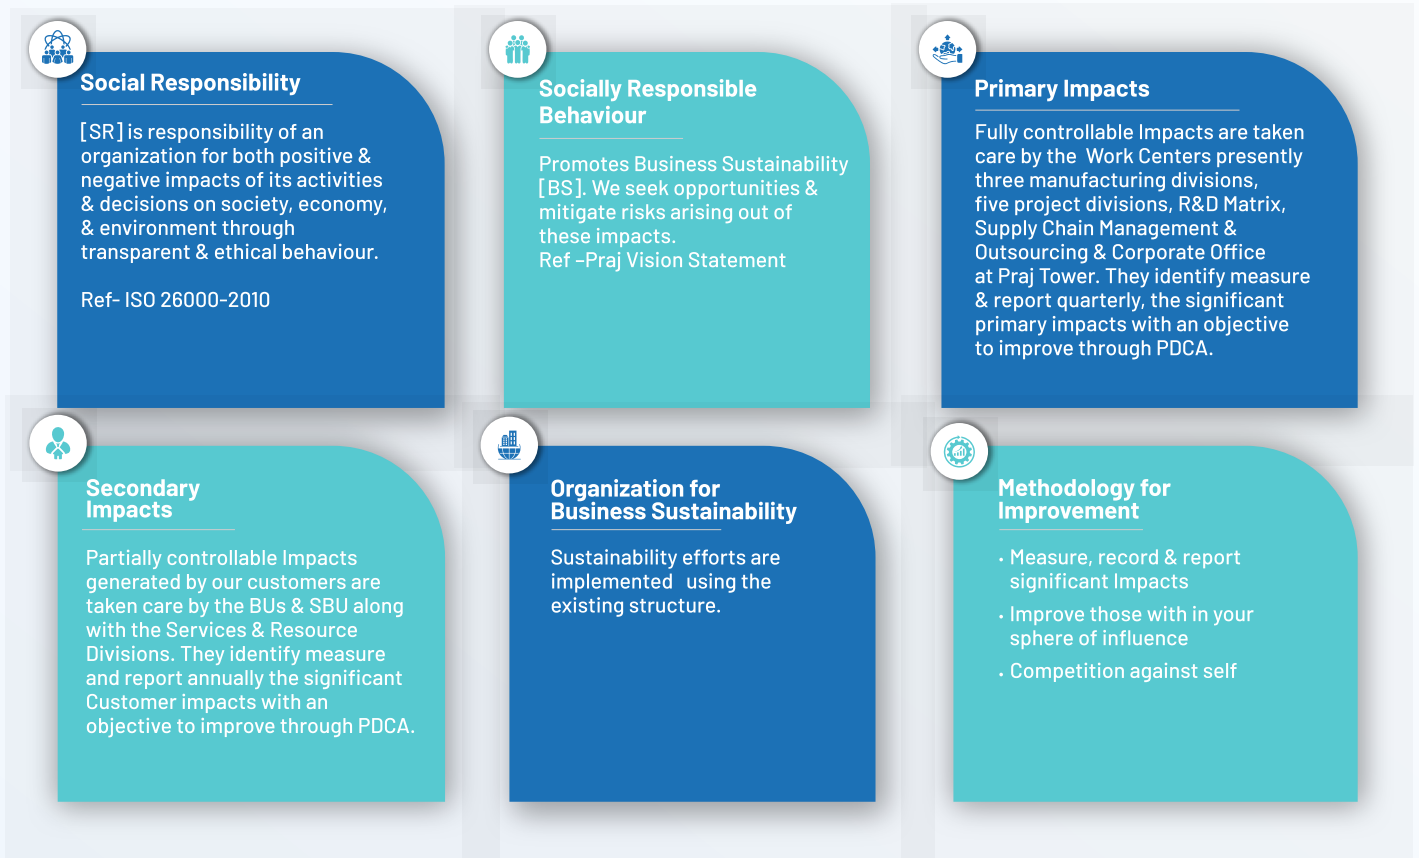 Social Responsibility
[SR] is responsibility of an
organization for both positive &
negative impacts of its activities
& decisions on society, economy,
& environment through
transparent & ethical behaviour.
Ref- ISO 26000-2010
Socially Responsible
Behaviour
Promotes Business Sustainability
[BS]. We seek opportunities &
mitigate risks arising out of
these impacts.
Ref –Praj Vision Statement
Primary Impacts
Fully controllable Impacts are taken
care by the Work Centers presently
three manufacturing divisions,
five project divisions, R&D Matrix,
Supply Chain Management &
Outsourcing & Corporate Office
at Praj Tower. They identify measure
& report quarterly, the significant
primary impacts with an objective
to improve through PDCA.
Secondary
Impacts
Partially controllable Impacts
generated by our customers are
taken care by the BUs & SBU along
with the Services & Resource
Divisions. They identify measure
and report annually the significant
Customer impacts with an
objective to improve through PDCA.
Organization for
Business Sustainability
Sustainability efforts are
implemented using the
existing structure.
Methodology for
Improvement
• Measure, record & report
significant Impacts
• Improve those with in your
sphere of influence
• Competition against self